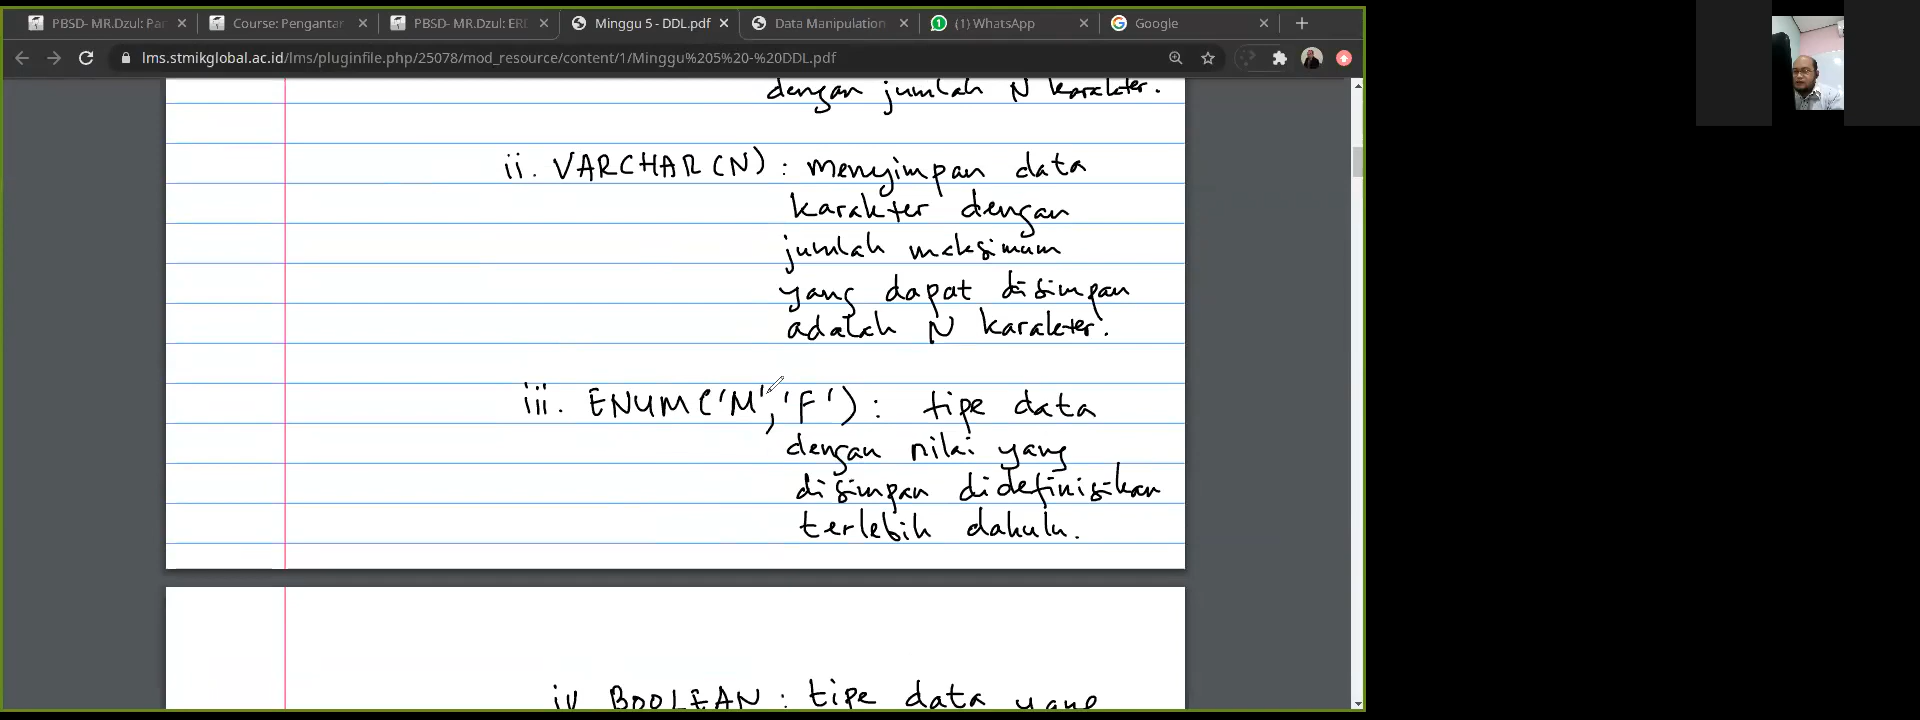 PBSD- MR.Dzul: Par
Course: Pengantar
PBSD- MR.Dzul: ERD
Minggu 5 - DDL.pdf
Data Manipulation
(1) WhatsApp
Google
lms.stmikglobal.ac.id/lms/pluginfile.php/25078/mod_resource/content/1/Minggu%205%20-%20DDL.pdf
dengan jumlah N karakter.
ii. VARCHAR(N) : menyimpan data
karakter dengan
jumlah maksimum
yang dapat disimpan
adalah N karakter.
iii. ENUM('M','F') : tipe data
dengan nilai yang
disimpan didefinisikan
terlebih dahulu.
iv BOOLEAN : tipe data yang